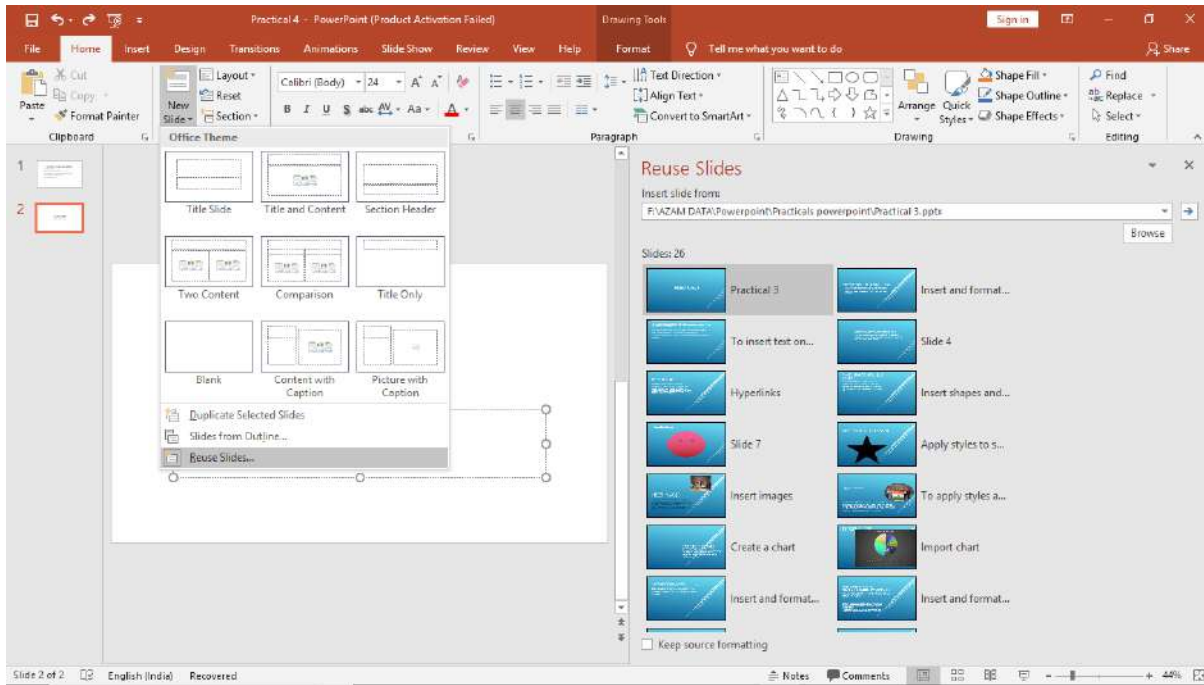 Practical 4 - PowerPoint (Product Activation Failed)
Drawing Tools
Sign in
File Home Insert Design Transitions Animations Slide Show Review View Help Format Tell me what you want to do Share
Paste
Cut
Copy
Format Painter
Clipboard
New Slide
Layout
Reset
Section
Calibri (Body) 24
B I U S abc AV Aa A
Paragraph
Text Direction
Align Text
Convert to SmartArt
Arrange
Quick Styles
Shape Fill
Shape Outline
Shape Effects
Drawing
Find
Replace
Select
Editing
Office Theme
Title Slide
Title and Content
Section Header
Two Content
Comparison
Title Only
Blank
Content with Caption
Picture with Caption
Duplicate Selected Slides
Slides from Outline...
Reuse Slides...
1
2
Reuse Slides
Insert slide from:
F:\AZAM DATA\Powerpoint\Practicals powerpoint\Practical 3.pptx
Browse
Slides: 26
Practical 3
Insert and format...
To insert text on...
Slide 4
Hyperlinks
Insert shapes and...
Slide 7
Apply styles to s...
Insert images
To apply styles a...
Create a chart
Import chart
Insert and format...
Insert and format...
Keep source formatting
Slide 2 of 2 English (India) Recovered
Notes Comments 44%